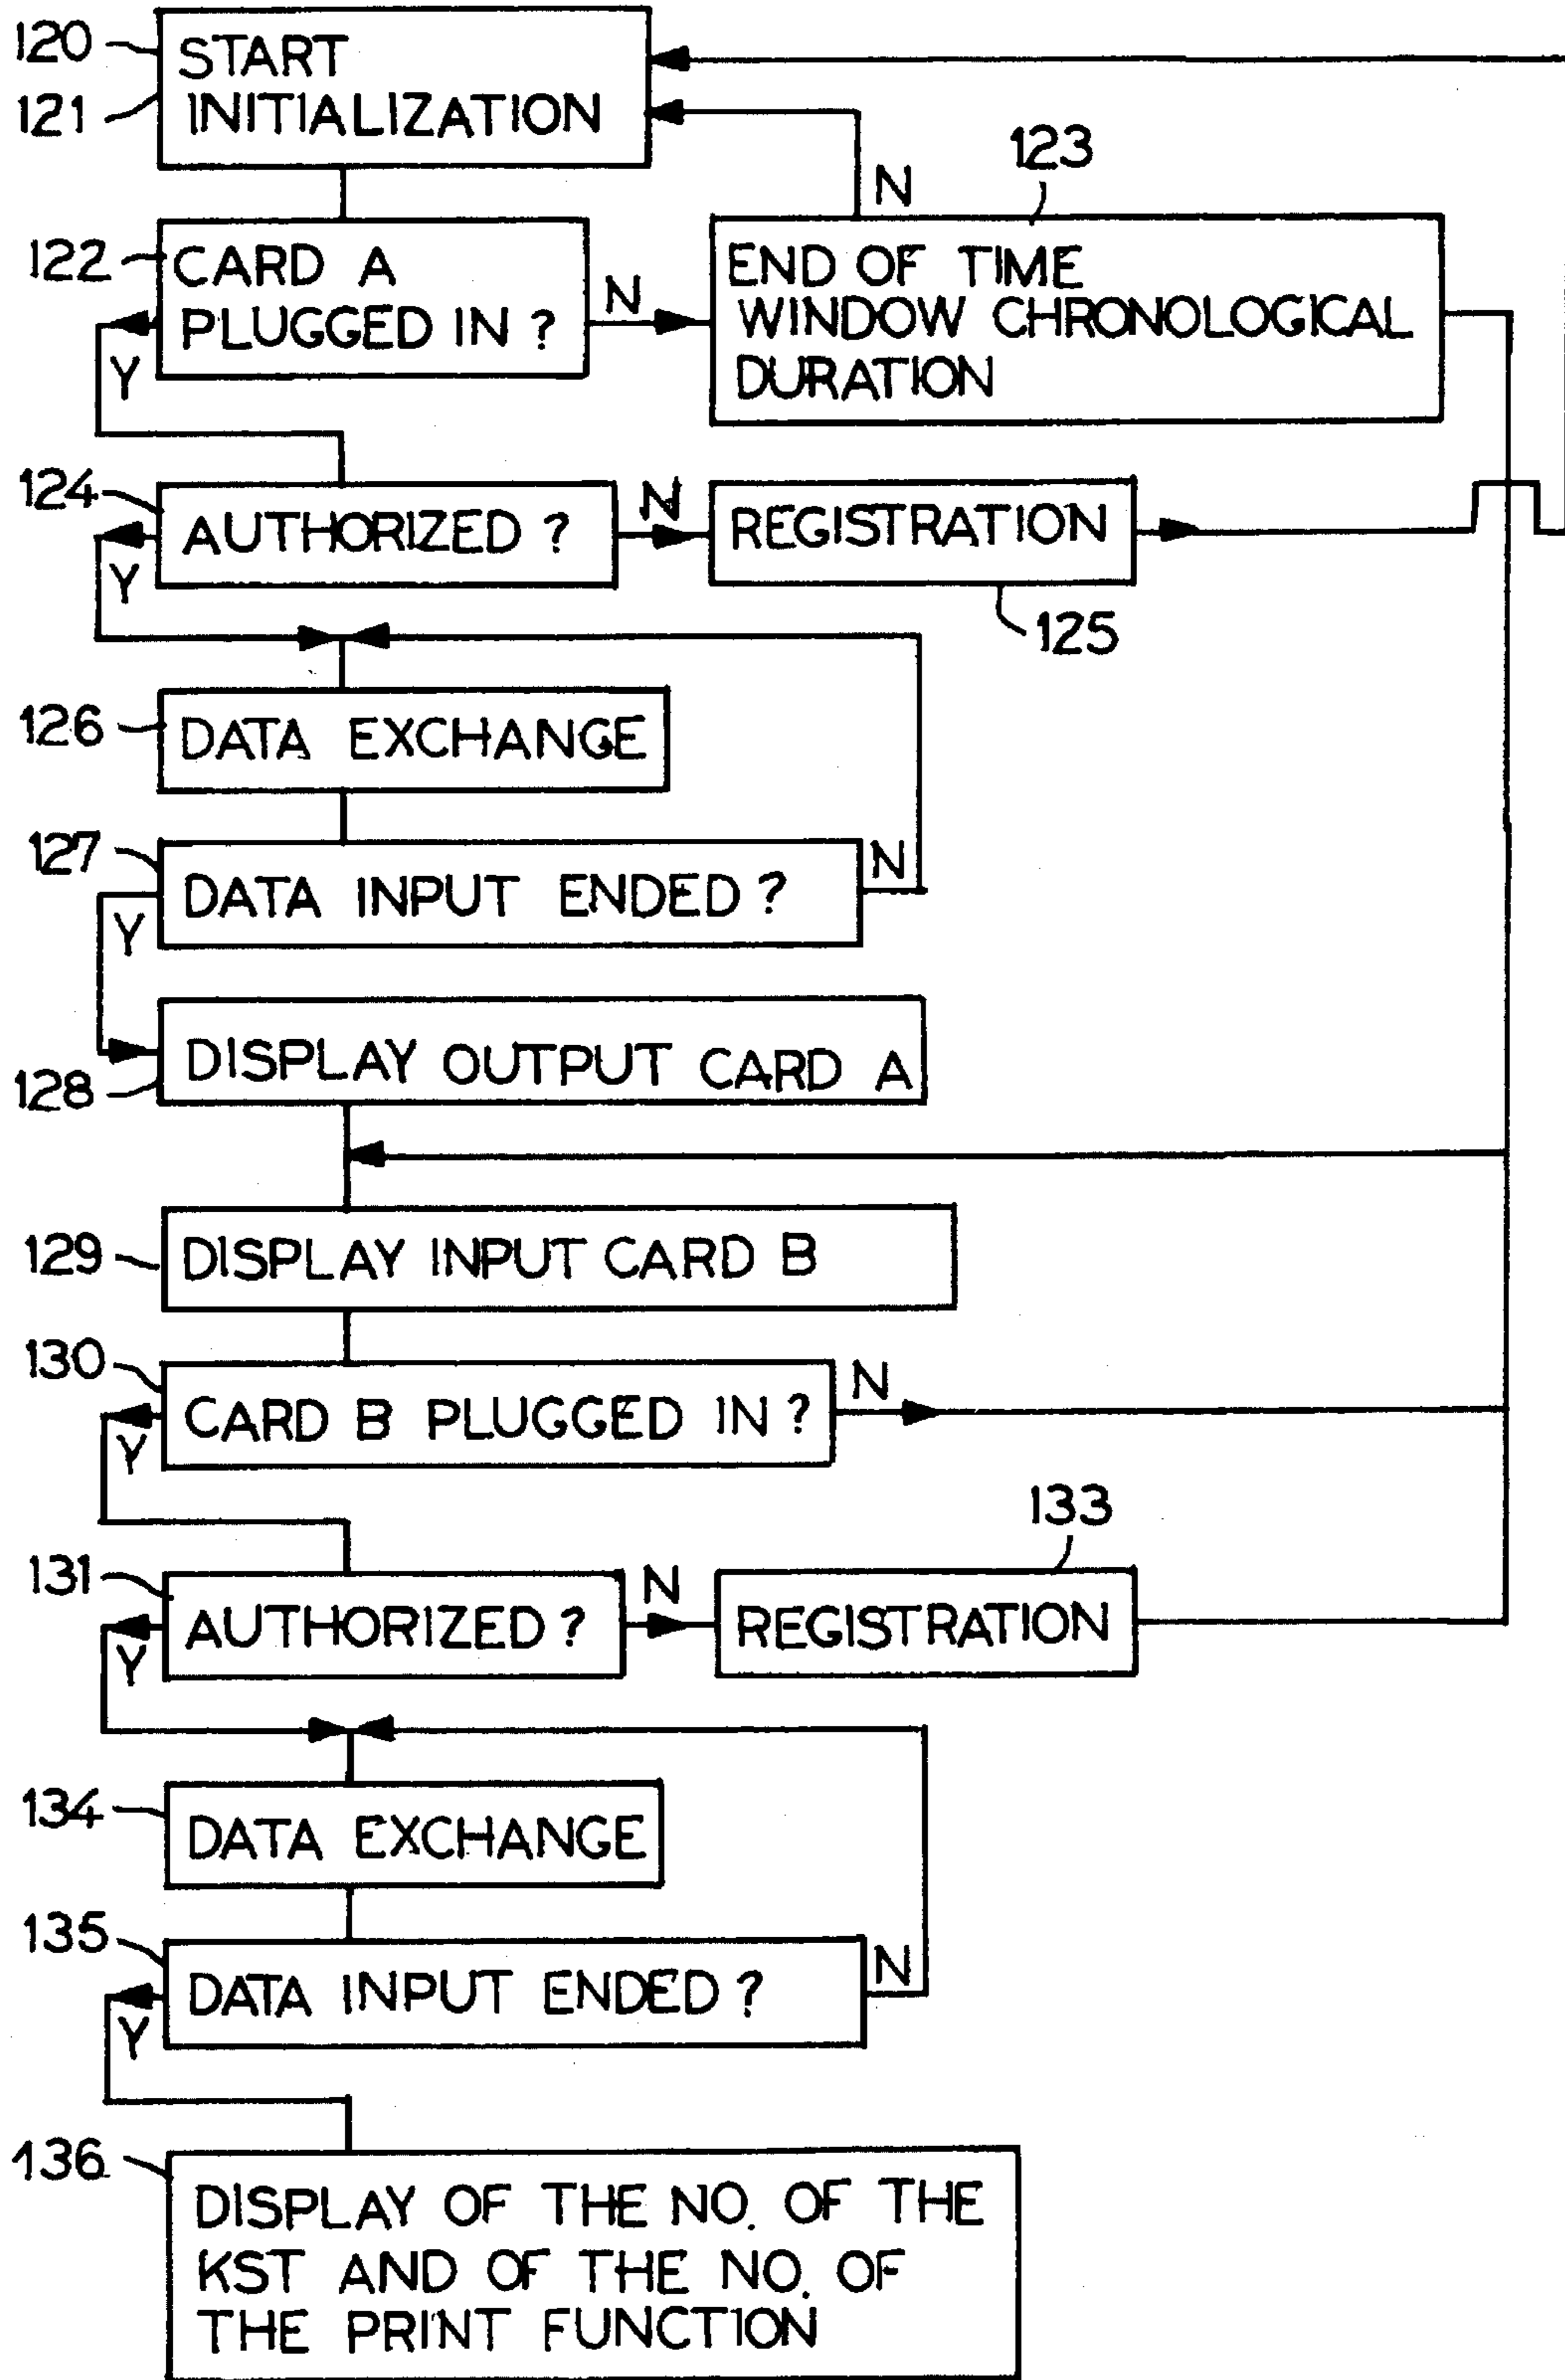 120
START
121
INITIALIZATION
123
N
122
CARD A
PLUGGED IN ?
Y
N
END OF TIME
WINDOW CHRONOLOGICAL
DURATION
124
AUTHORIZED ?
Y
N
REGISTRATION
125
126
DATA EXCHANGE
127
DATA INPUT ENDED ?
N
Y
DISPLAY OUTPUT CARD A
128
129
DISPLAY INPUT CARD B
130
CARD B PLUGGED IN ?
N
Y
133
131
AUTHORIZED ?
N
REGISTRATION
Y
134
DATA EXCHANGE
135
DATA INPUT ENDED ?
N
Y
136
DISPLAY OF THE NO. OF THE
KST AND OF THE NO. OF
THE PRINT FUNCTION